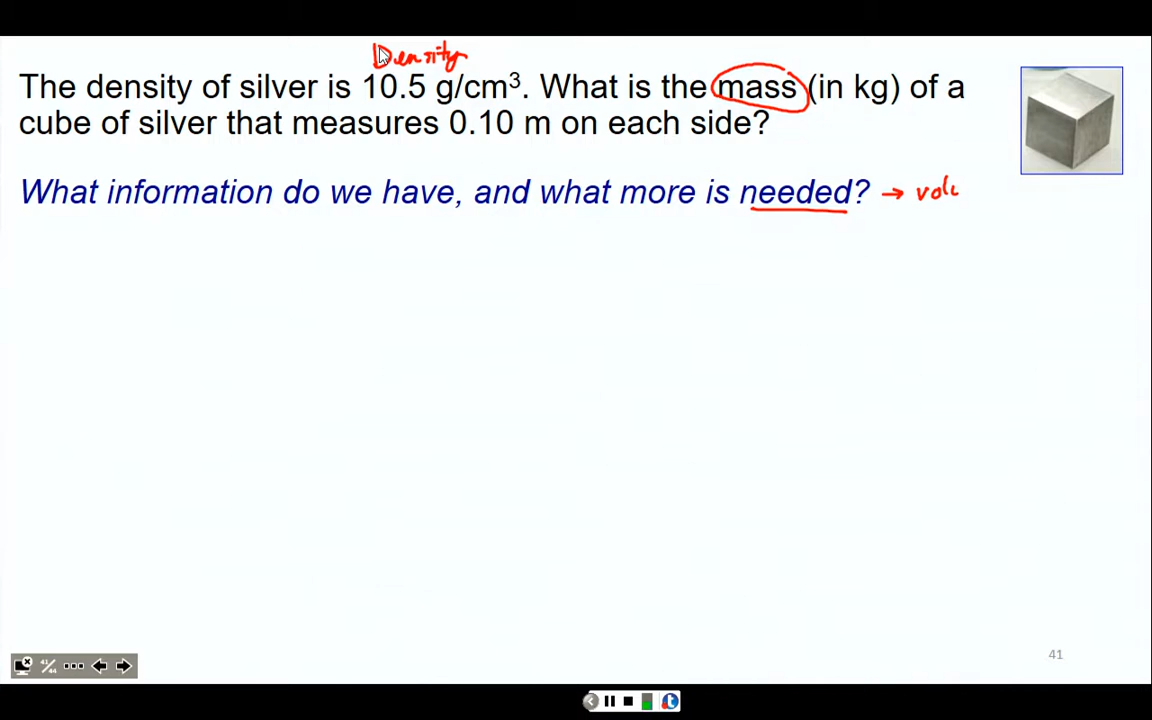 Density
The density of silver is 10.5 g/cm³. What is the mass (in kg) of a
cube of silver that measures 0.10 m on each side?
What information do we have, and what more is needed? → volu
41